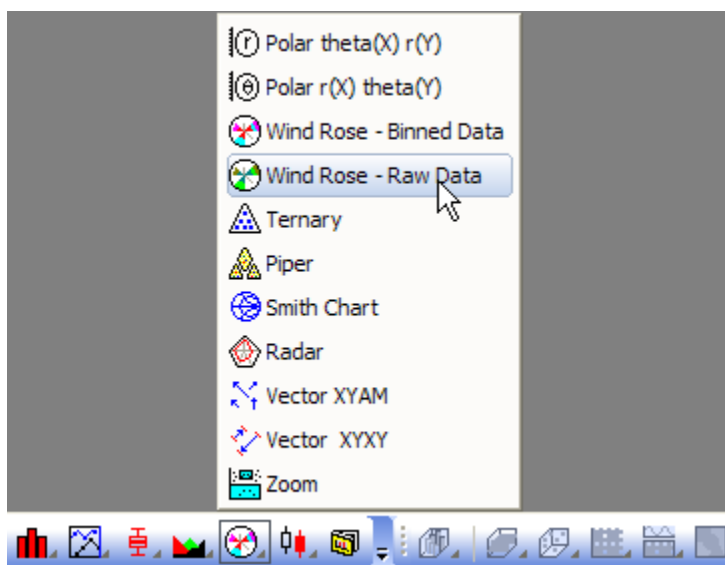 Polar theta(X) r(Y)
Polar r(X) theta(Y)
Wind Rose - Binned Data
Wind Rose - Raw Data
Ternary
Piper
Smith Chart
Radar
Vector XYAM
Vector XYXY
Zoom